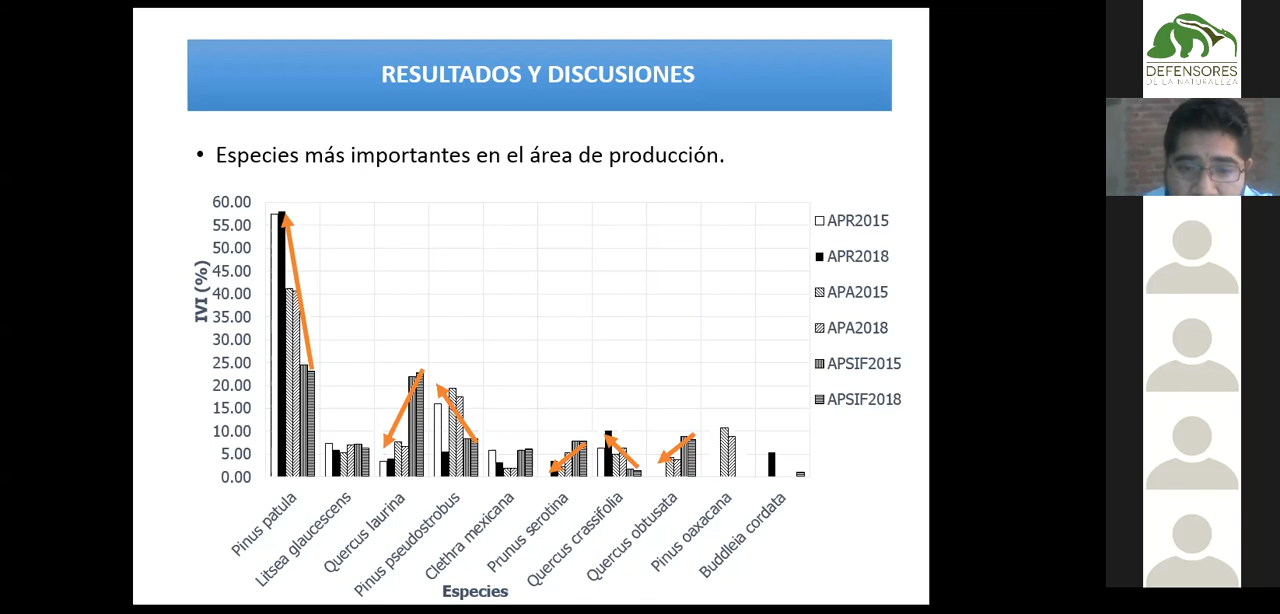 RESULTADOS Y DISCUSIONES
• Especies más importantes en el área de producción.
60.00
55.00
50.00
45.00
40.00
35.00
30.00
25.00
20.00
15.00
10.00
5.00
0.00
IVI (%)
Pinus patula
Litsea glaucescens
Quercus laurina
Pinus pseudostrobus
Clethra mexicana
Prunus serotina
Quercus crassifolia
Quercus obtusata
Pinus oaxacana
Buddleia cordata
Especies
APR2015
APR2018
APA2015
APA2018
APSIF2015
APSIF2018
DEFENSORES
DE LA NATURALEZA